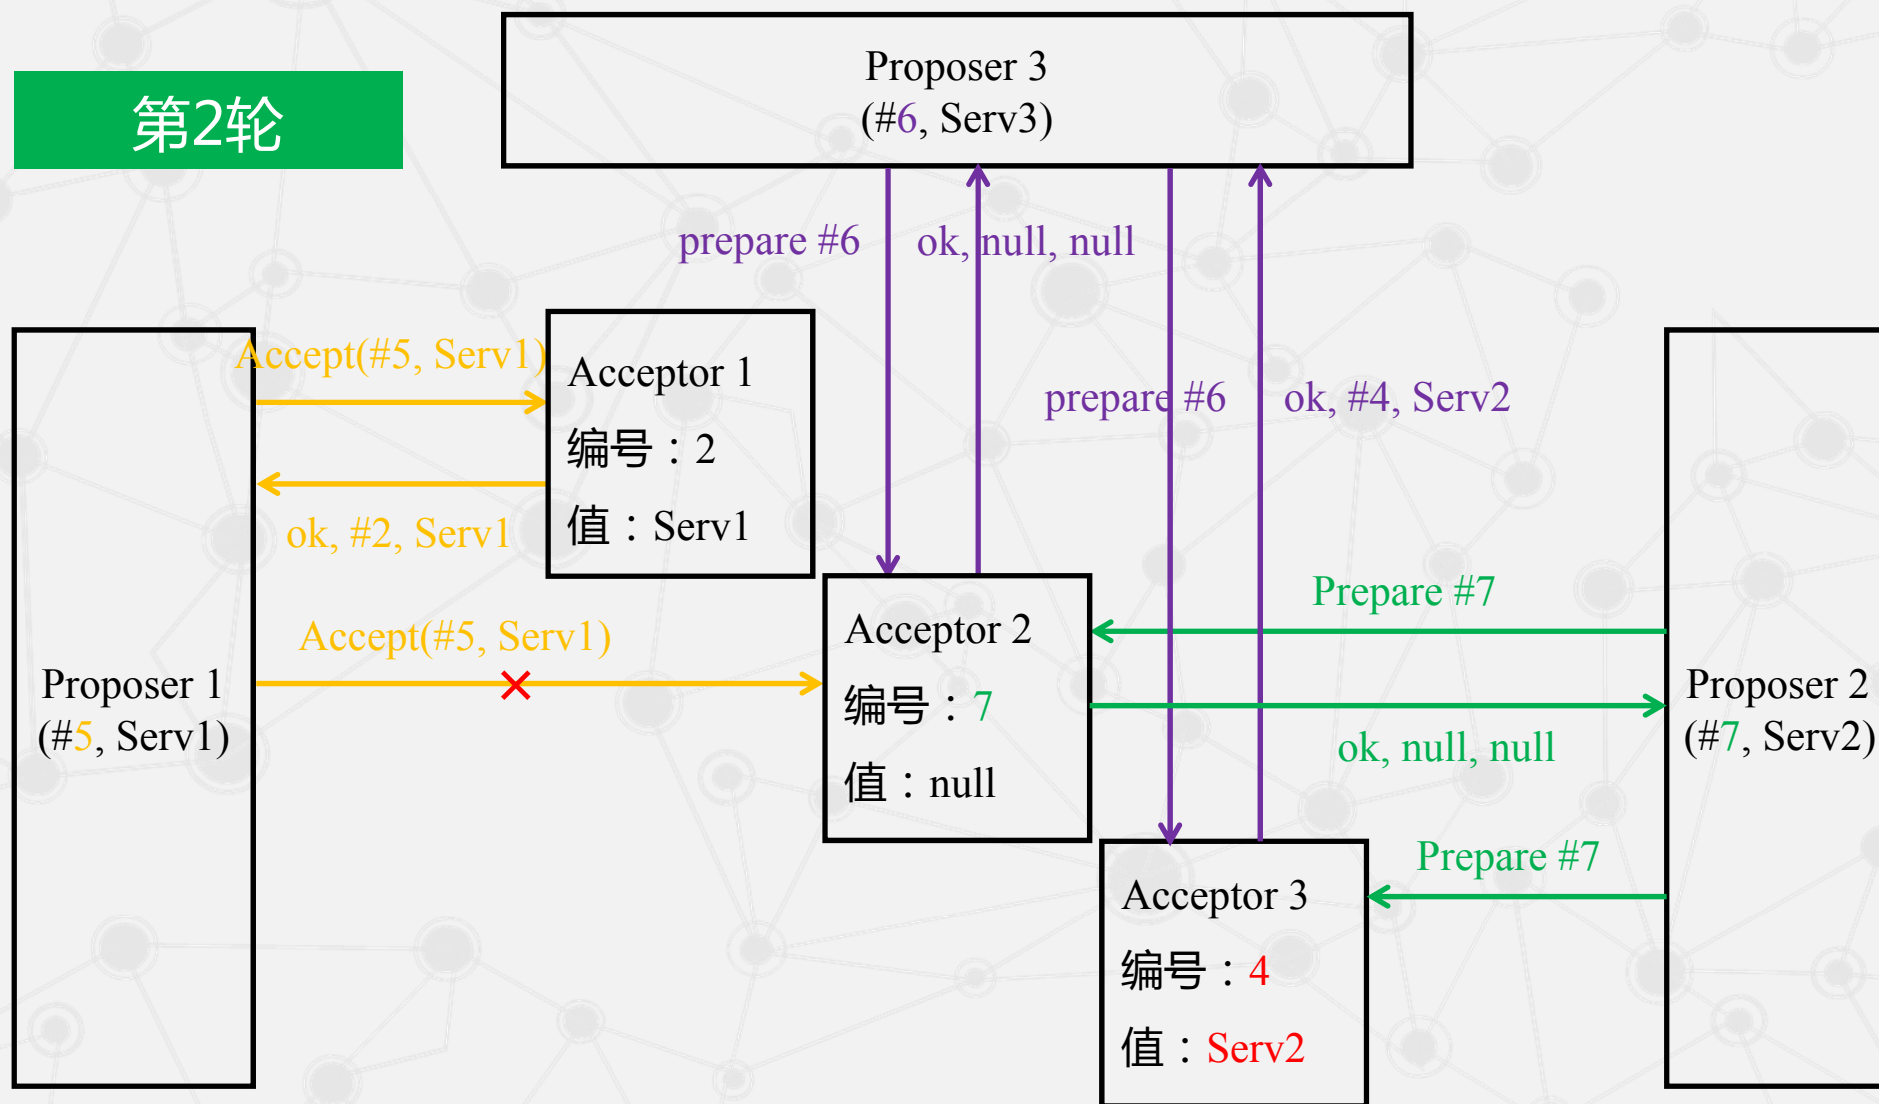 Proposer 3
(#6, Serv3)
第2轮
prepare #6
ok, null, null
Accept(#5, Serv1)
Acceptor 1
编号：2
值：Serv1
prepare #6
ok, #4, Serv2
ok, #2, Serv1
Prepare #7
Accept(#5, Serv1)
Acceptor 2
编号：7
值：null
Proposer 1
(#5, Serv1)
Proposer 2
(#7, Serv2)
ok, null, null
Prepare #7
Acceptor 3
编号：4
值：Serv2